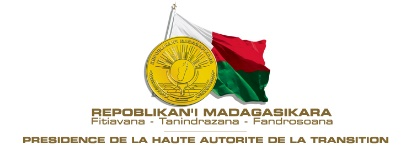 REPOBLIKAN'I MADAGASIKARA
Fitiavana - Tanindrazana - Fandrosoana
PRESIDENCE DE LA HAUTE AUTORITE DE LA TRANSITION